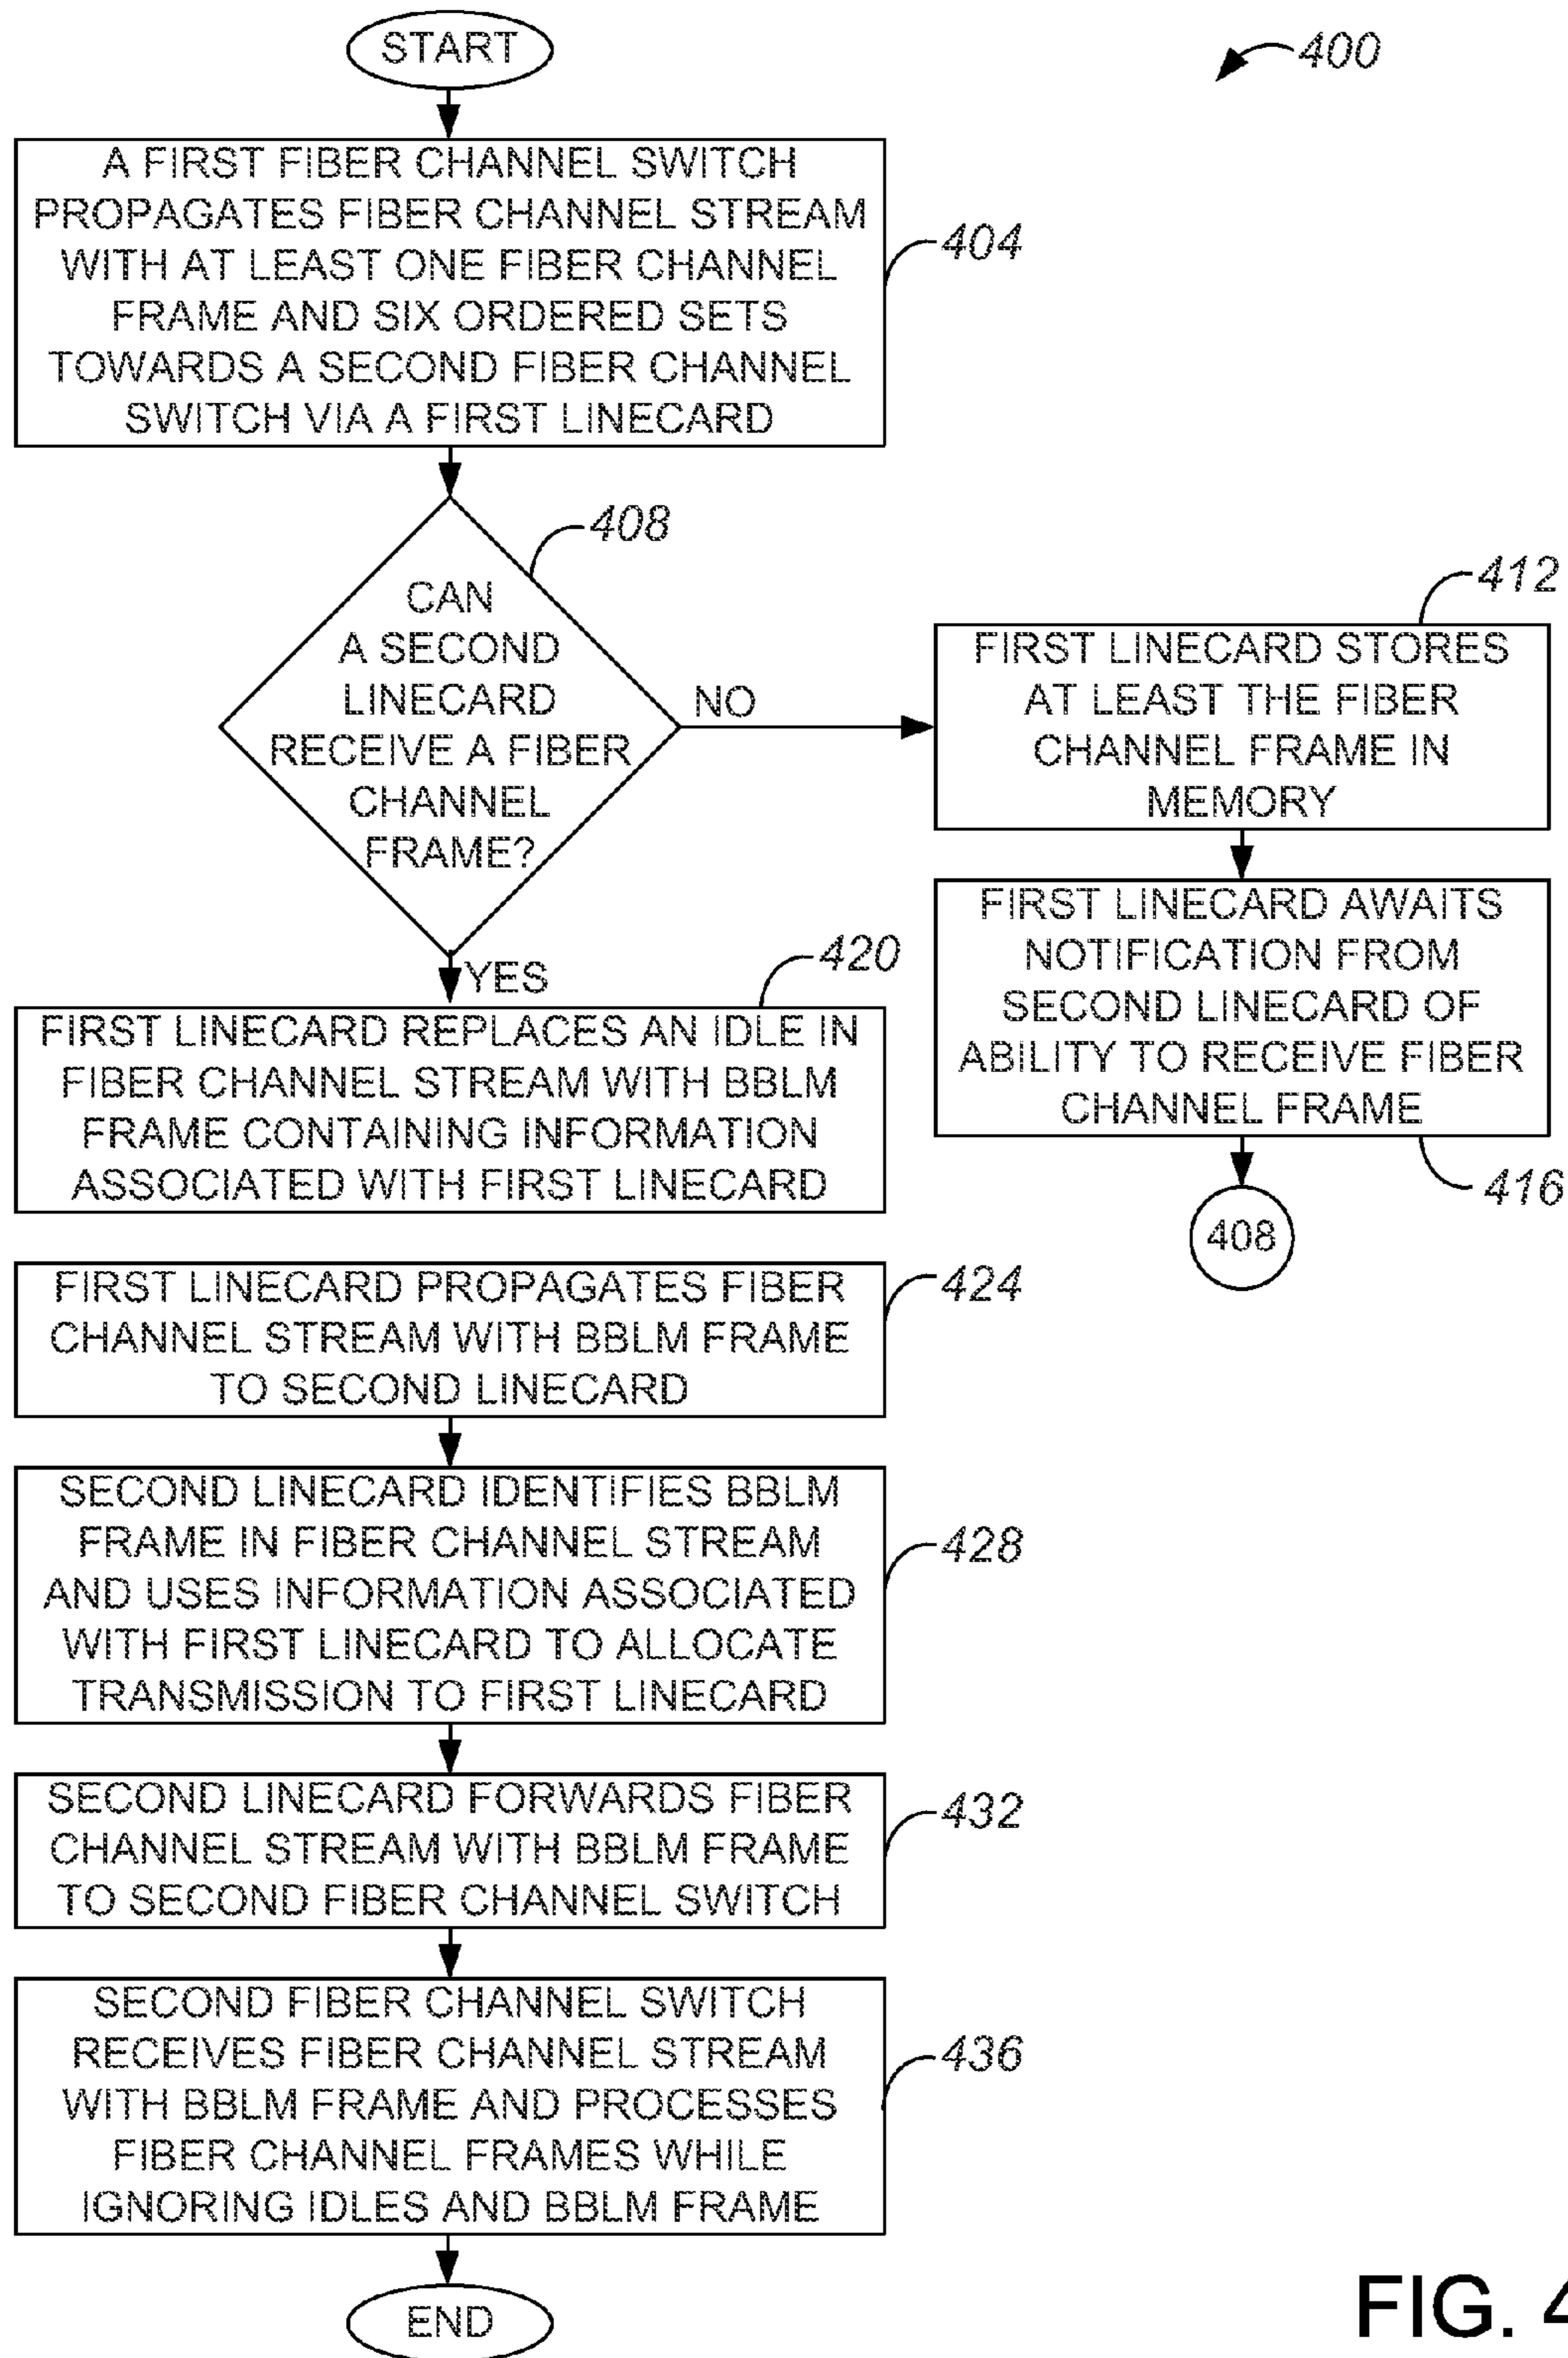 START
400
A FIRST FIBER CHANNEL SWITCH
PROPAGATES FIBER CHANNEL STREAM
WITH AT LEAST ONE FIBER CHANNEL
FRAME AND SIX ORDERED SETS
TOWARDS A SECOND FIBER CHANNEL
SWITCH VIA A FIRST LINECARD
404
408
CAN
A SECOND
LINECARD
RECEIVE A FIBER
CHANNEL
FRAME?
NO
412
FIRST LINECARD STORES
AT LEAST THE FIBER
CHANNEL FRAME IN
MEMORY
FIRST LINECARD AWAITS
NOTIFICATION FROM
SECOND LINECARD OF
ABILITY TO RECEIVE FIBER
CHANNEL FRAME
416
408
YES
420
FIRST LINECARD REPLACES AN IDLE IN
FIBER CHANNEL STREAM WITH BBLM
FRAME CONTAINING INFORMATION
ASSOCIATED WITH FIRST LINECARD
FIRST LINECARD PROPAGATES FIBER
CHANNEL STREAM WITH BBLM FRAME
TO SECOND LINECARD
424
SECOND LINECARD IDENTIFIES BBLM
FRAME IN FIBER CHANNEL STREAM
AND USES INFORMATION ASSOCIATED
WITH FIRST LINECARD TO ALLOCATE
TRANSMISSION TO FIRST LINECARD
428
SECOND LINECARD FORWARDS FIBER
CHANNEL STREAM WITH BBLM FRAME
TO SECOND FIBER CHANNEL SWITCH
432
SECOND FIBER CHANNEL SWITCH
RECEIVES FIBER CHANNEL STREAM
WITH BBLM FRAME AND PROCESSES
FIBER CHANNEL FRAMES WHILE
IGNORING IDLES AND BBLM FRAME
436
END
FIG. 4